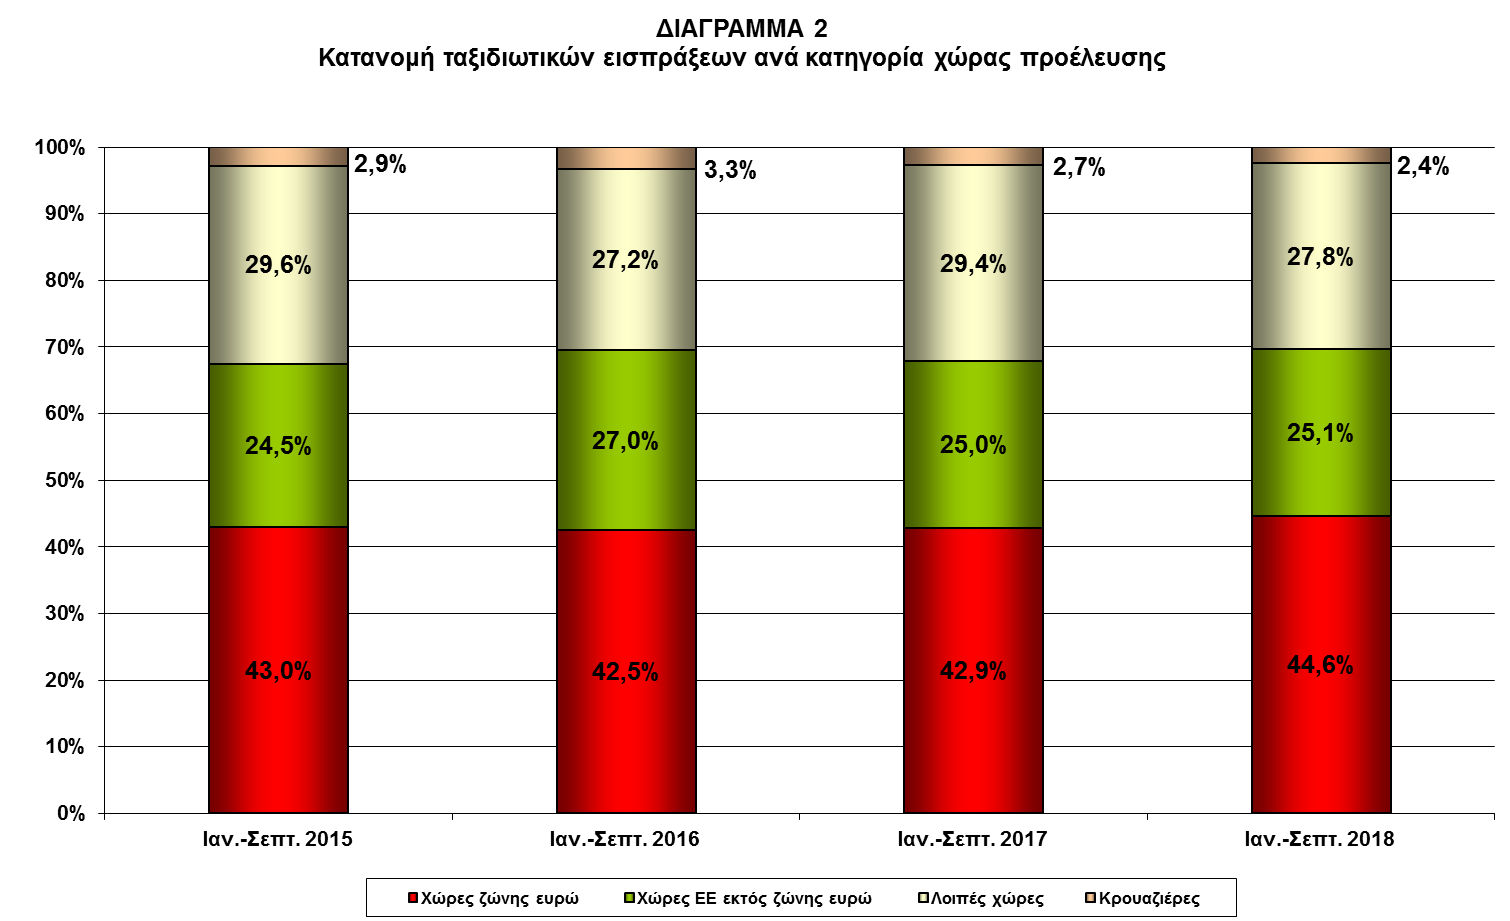 ΔΙΑΓΡΑΜΜΑ 2
Κατανομή ταξιδιωτικών εισπράξεων ανά κατηγορία χώρας προέλευσης
100%
90%
80%
70%
60%
50%
40%
30%
20%
10%
0%
2,9%
3,3%
2,7%
2,4%
29,6%
27,2%
29,4%
27,8%
24,5%
27,0%
25,0%
25,1%
43,0%
42,5%
42,9%
44,6%
Ιαν.-Σεπτ. 2015
Ιαν.-Σεπτ. 2016
Ιαν.-Σεπτ. 2017
Ιαν.-Σεπτ. 2018
Χώρες ζώνης ευρώ
Χώρες ΕΕ εκτός ζώνης ευρώ
Λοιπές χώρες
Κρουαζιέρες